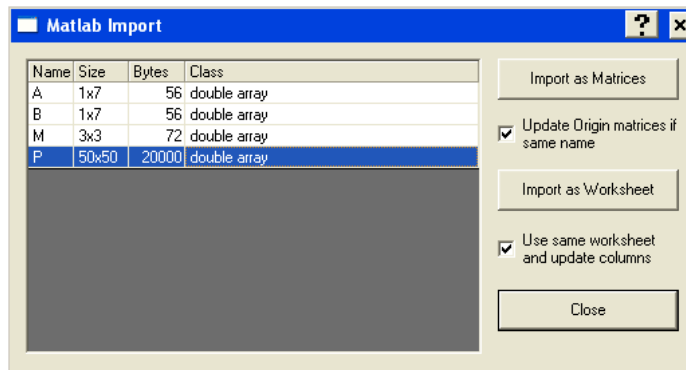 Matlab Import
? ×
Name Size Bytes Class
A 1x7 56 double array
B 1x7 56 double array
M 3x3 72 double array
P 50x50 20000 double array
Import as Matrices
Update Origin matrices if
same name
Import as Worksheet
Use same worksheet
and update columns
Close